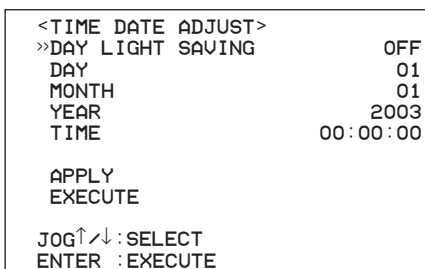 <TIME DATE ADJUST>
»DAY LIGHT SAVING OFF
DAY 01
MONTH 01
YEAR 2003
TIME 00:00:00
APPLY
EXECUTE
JOG↑/↓:SELECT
ENTER :EXECUTE